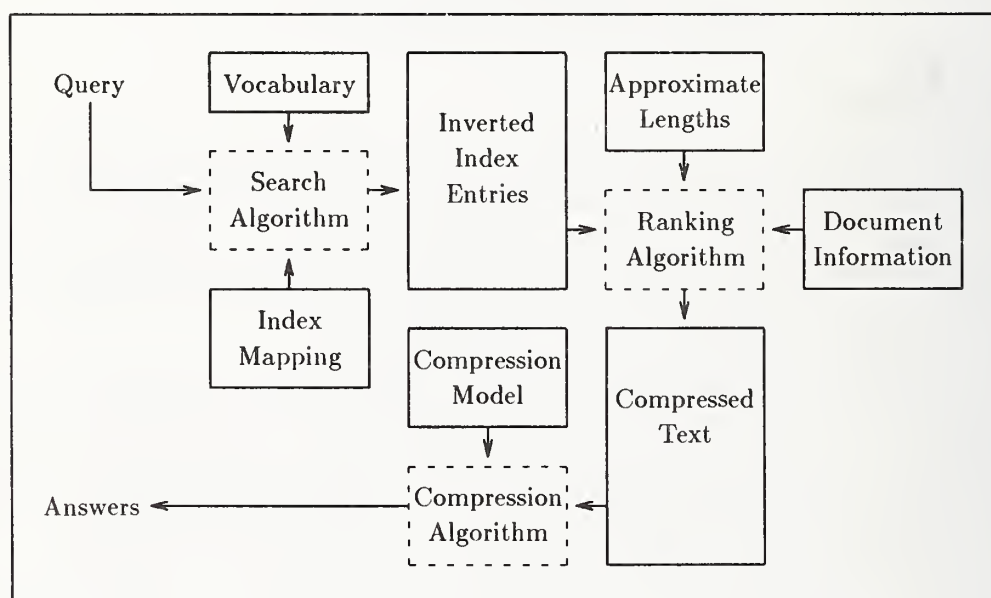 Query
Vocabulary
Search
Algorithm
Index
Mapping
Inverted
Index
Entries
Approximate
Lengths
Ranking
Algorithm
Document
Information
Compression
Model
Compressed
Text
Compression
Algorithm
Answers